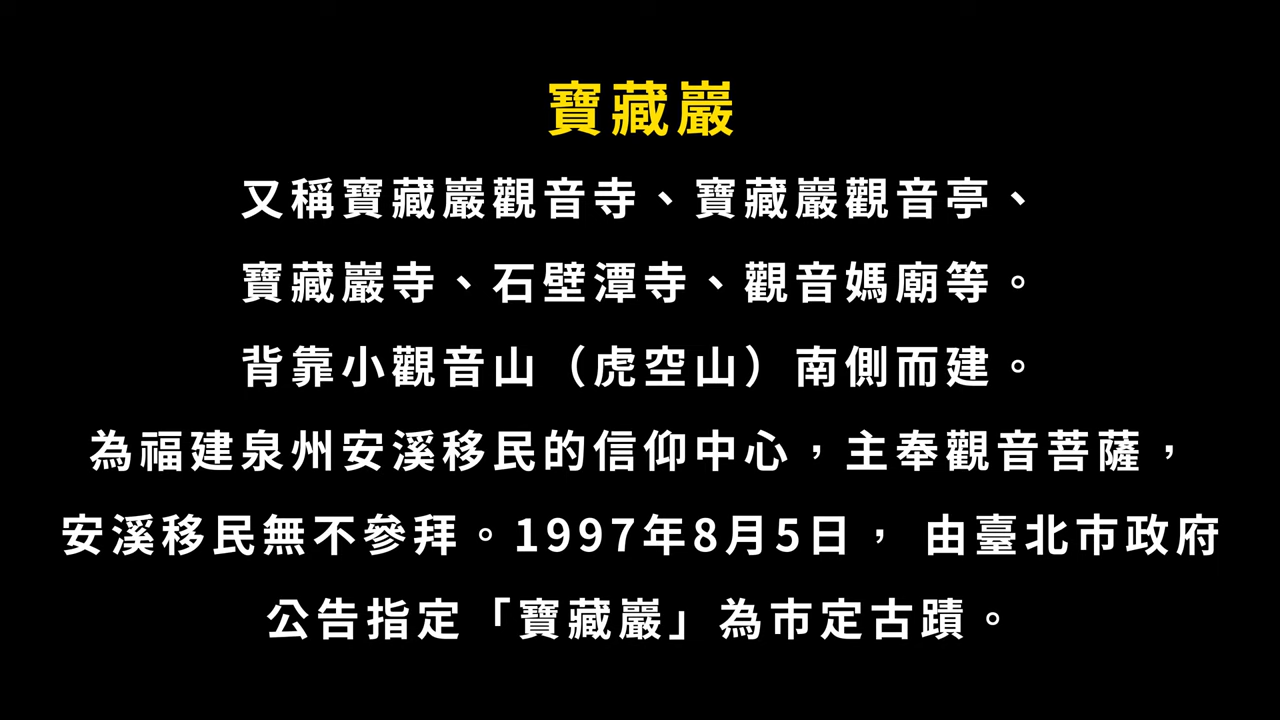 寶藏巖
又稱寶藏巖觀音寺、寶藏巖觀音亭、
寶藏巖寺、石壁潭寺、觀音媽廟等。
背靠小觀音山（虎空山）南側而建。
為福建泉州安溪移民的信仰中心，主奉觀音菩薩，
安溪移民無不參拜。1997年8月5日， 由臺北市政府
公告指定「寶藏巖」為市定古蹟。